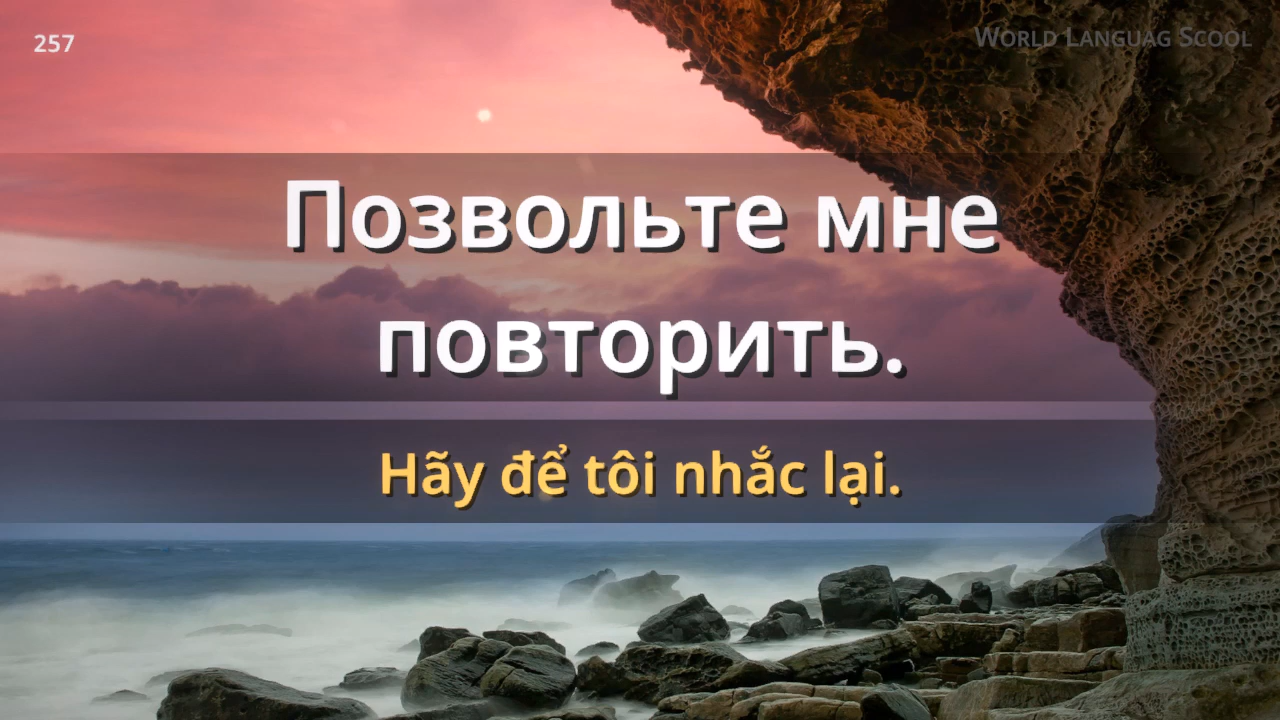 257
World Languag Scool
Позвольте мне
повторить.
Hãy để tôi nhắc lại.